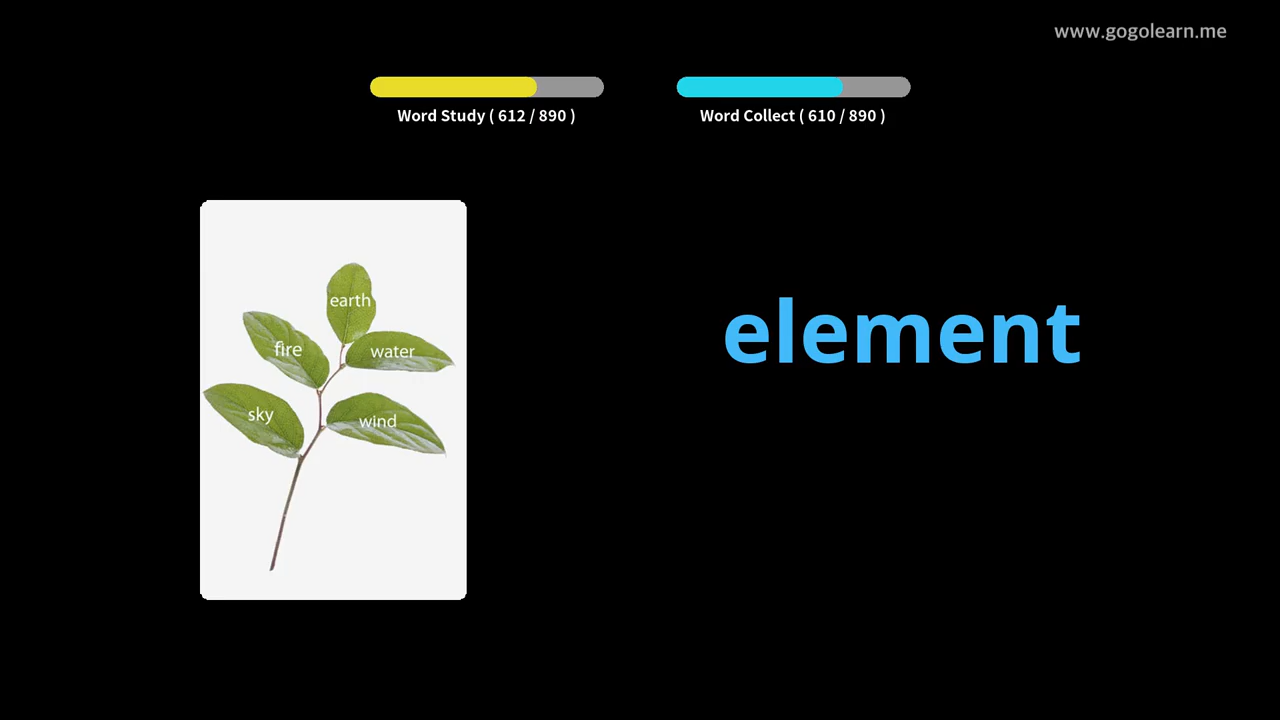 www.gogolearn.me
Word Study ( 612 / 890 )
Word Collect ( 610 / 890 )
earth
fire
water
sky
wind
element